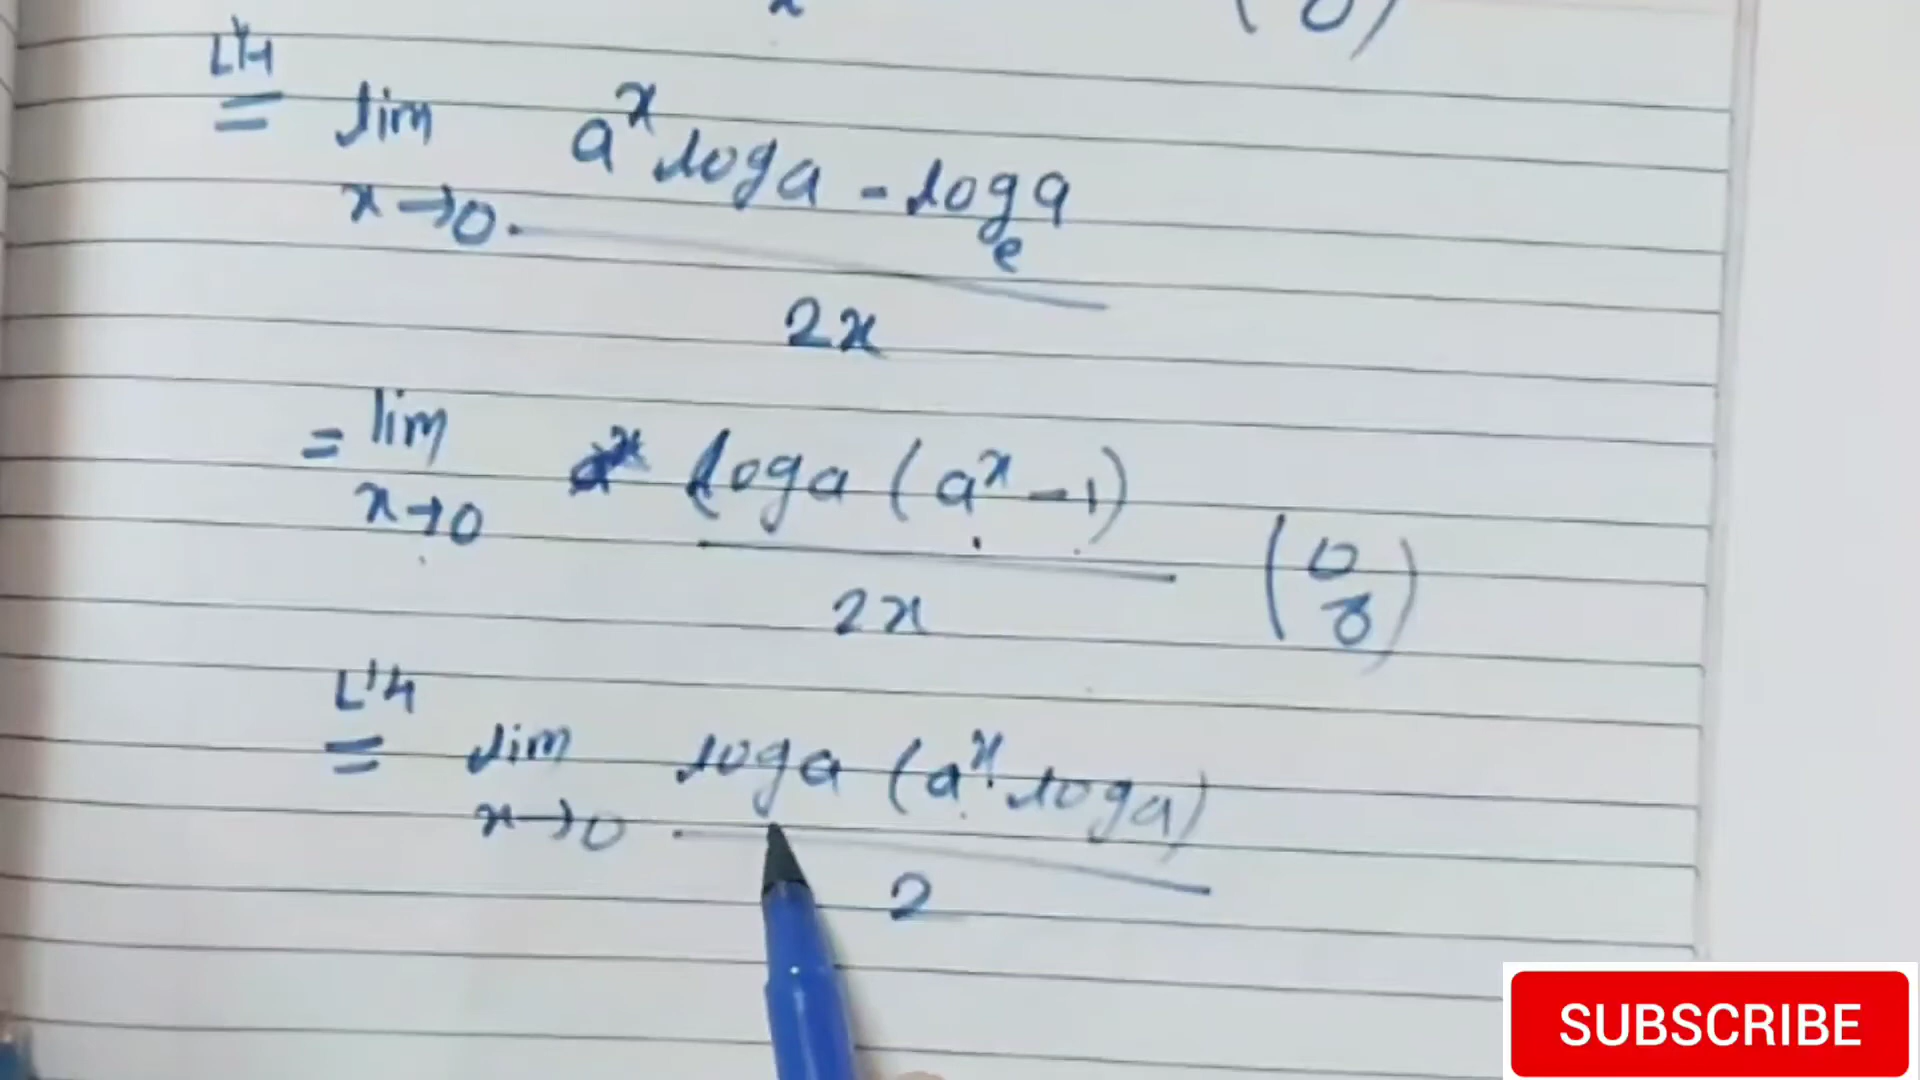 L'H
= lim a^x loga - log_e a
x→0
2x
= lim loga (a^x - 1)
x→0
2x
(0/0)
L'H
= lim loga (a^x loga)
x→0
2
SUBSCRIBE